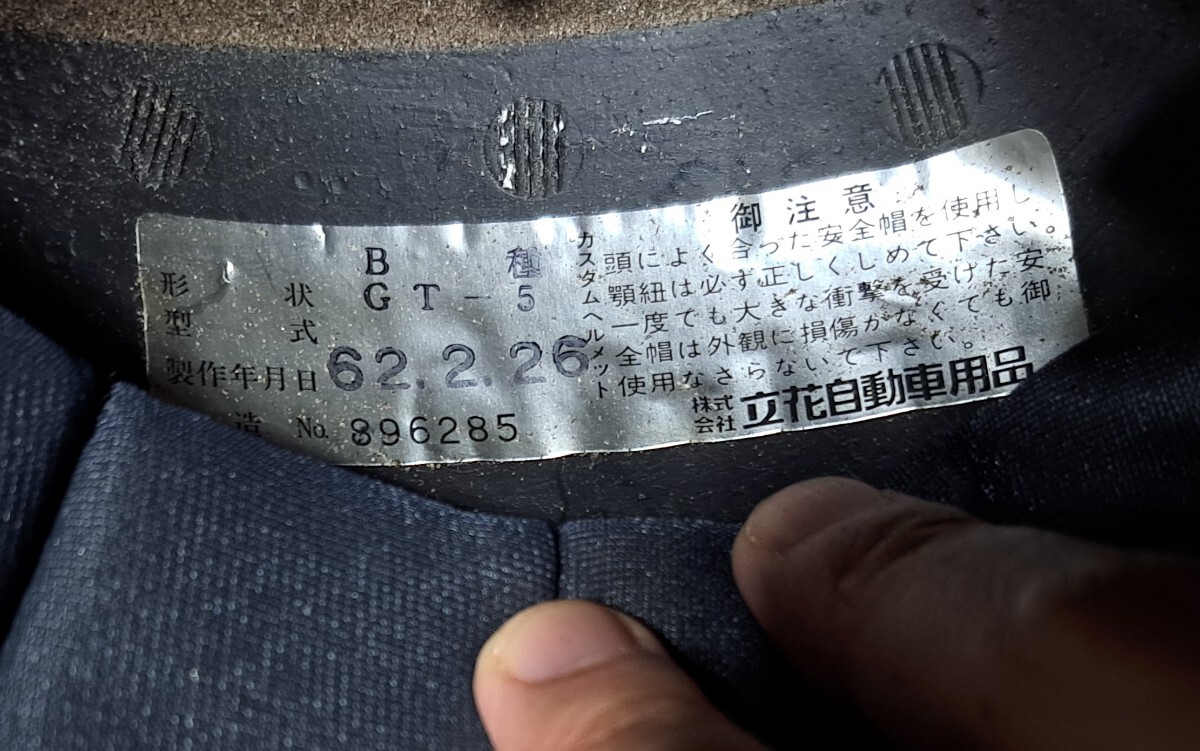 形状 B種
型式 GT-5
製作年月日 62.2.26
造 No. 896285
カスタムヘルメット
御注意
頭によく合った安全帽を使用し、
顎紐は必ず正しくしめて下さい。
一度でも大きな衝撃を受けた安
全帽は外観に損傷がなくても御
使用なさらないで下さい。
株式会社 立花自動車用品